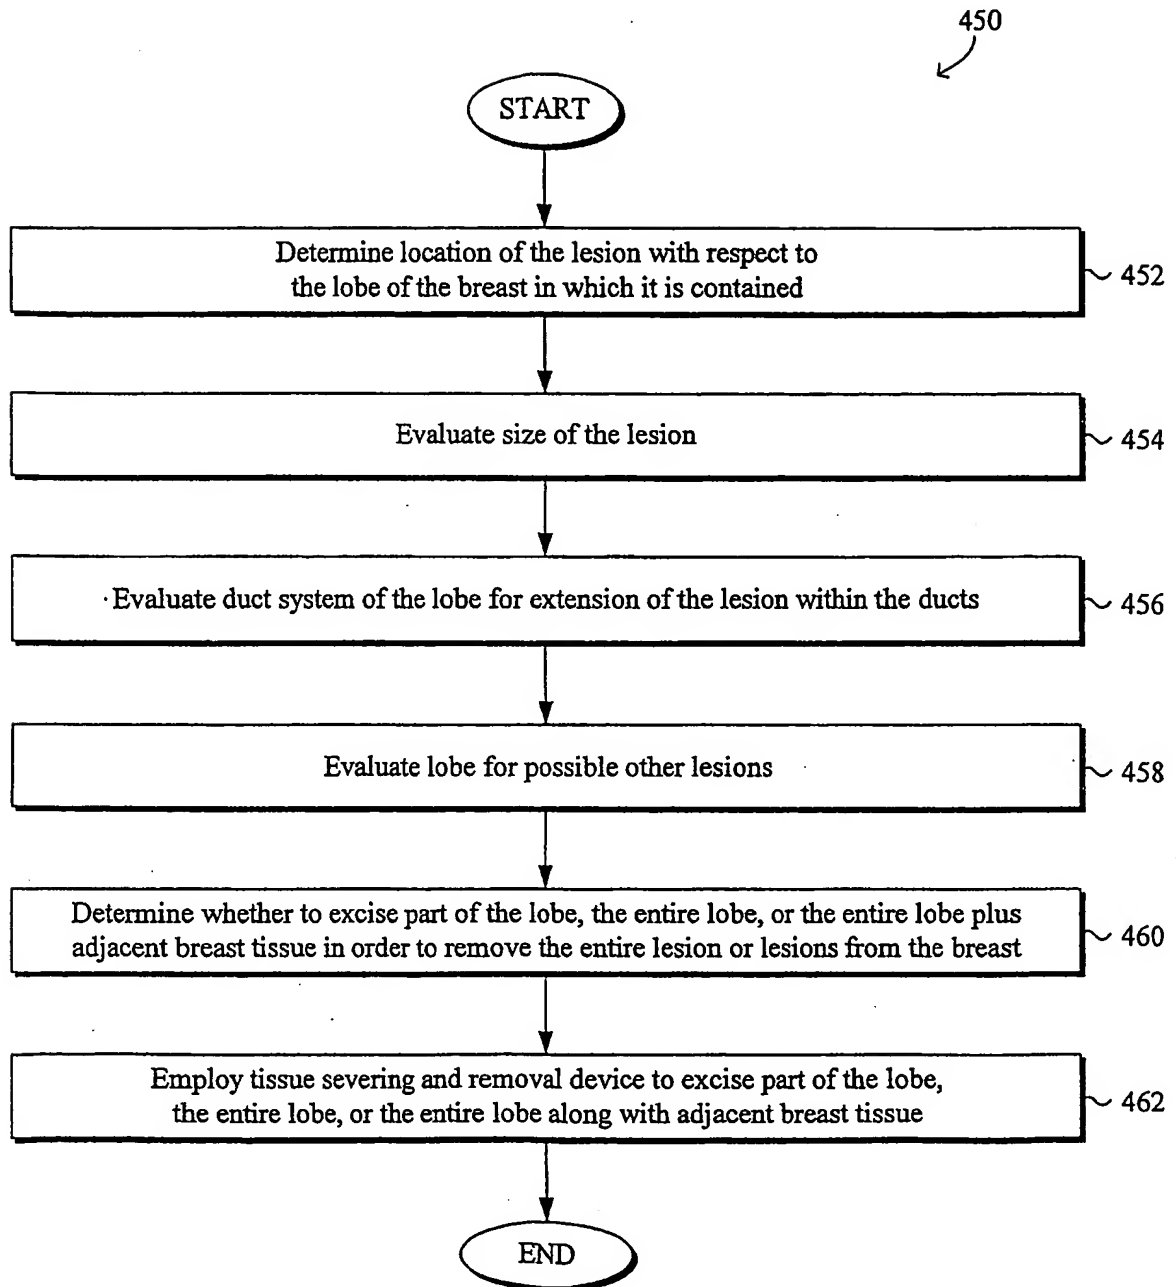 450
START
Determine location of the lesion with respect to
the lobe of the breast in which it is contained
452
Evaluate size of the lesion
454
Evaluate duct system of the lobe for extension of the lesion within the ducts
456
Evaluate lobe for possible other lesions
458
Determine whether to excise part of the lobe, the entire lobe, or the entire lobe plus
adjacent breast tissue in order to remove the entire lesion or lesions from the breast
460
Employ tissue severing and removal device to excise part of the lobe,
the entire lobe, or the entire lobe along with adjacent breast tissue
462
END